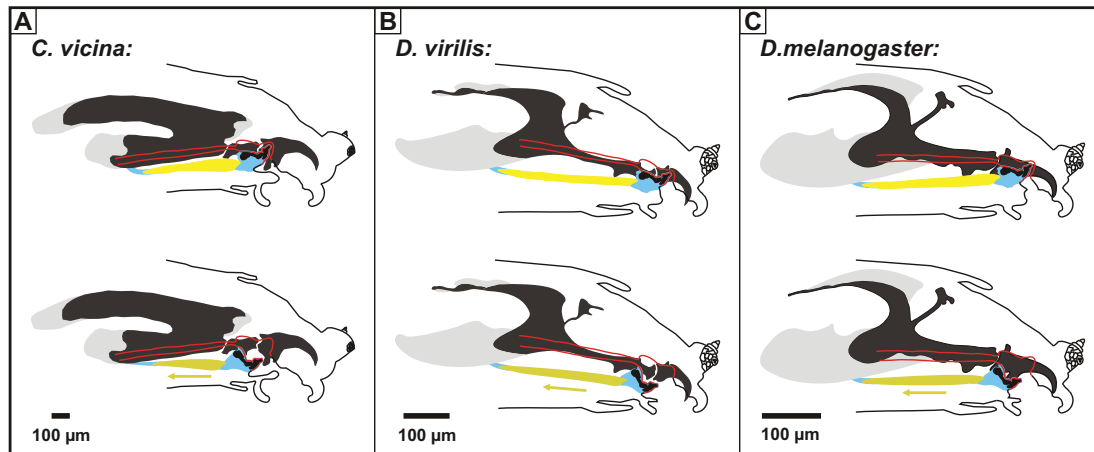 A
C. vicina:
100 µm
B
D. virilis:
100 µm
C
D.melanogaster:
100 µm